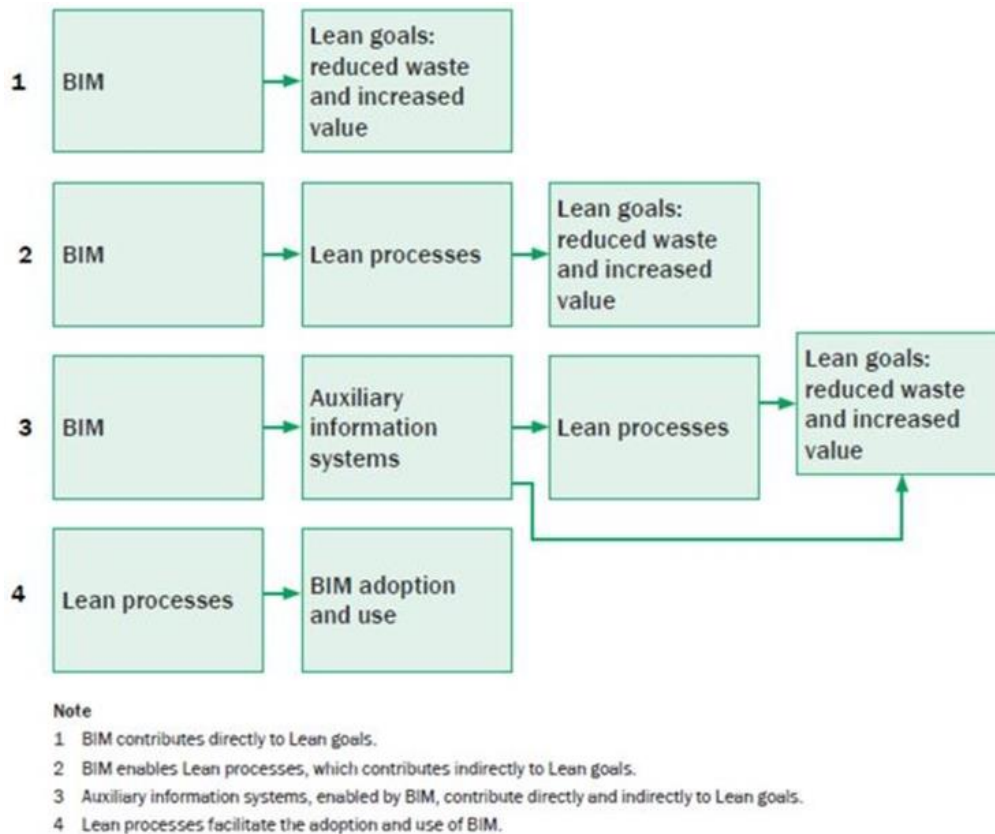 1
BIM
Lean goals:
reduced waste
and increased
value
2
BIM
Lean processes
Lean goals:
reduced waste
and increased
value
3
BIM
Auxiliary
information
systems
Lean processes
Lean goals:
reduced waste
and increased
value
4
Lean processes
BIM adoption
and use
Note
1 BIM contributes directly to Lean goals.
2 BIM enables Lean processes, which contributes indirectly to Lean goals.
3 Auxiliary information systems, enabled by BIM, contribute directly and indirectly to Lean goals.
4 Lean processes facilitate the adoption and use of BIM.